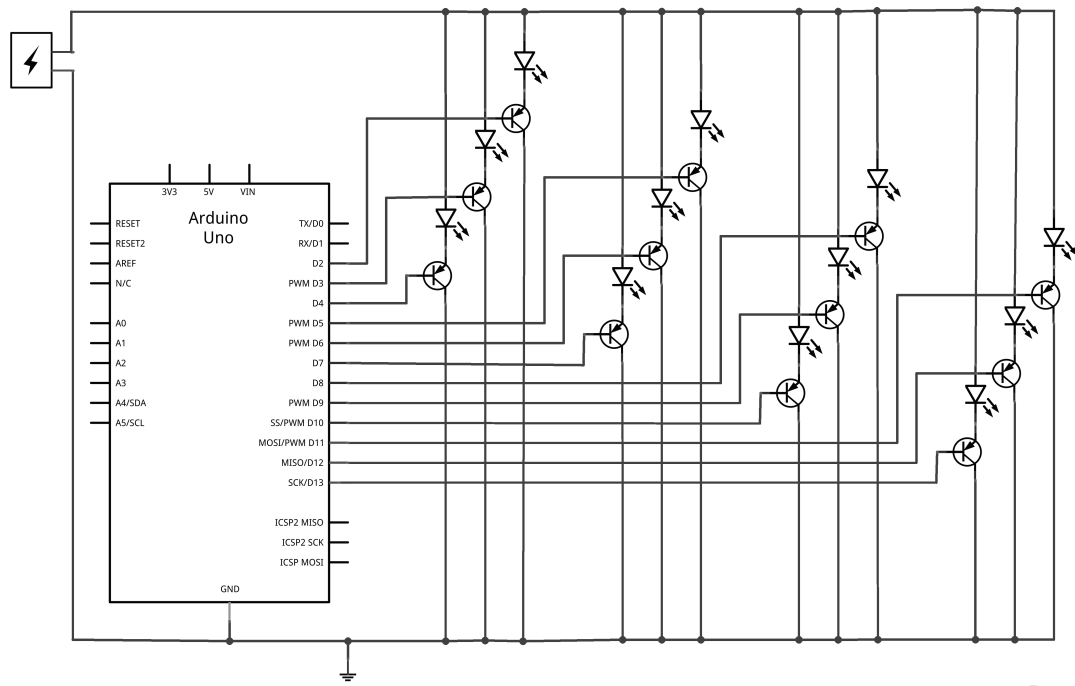 3V3 5V VIN
Arduino
Uno
RESET
RESET2
AREF
N/C
A0
A1
A2
A3
A4/SDA
A5/SCL
TX/D0
RX/D1
D2
PWM D3
D4
PWM D5
PWM D6
D7
D8
PWM D9
SS/PWM D10
MOSI/PWM D11
MISO/D12
SCK/D13
ICSP2 MISO
ICSP2 SCK
ICSP MOSI
GND